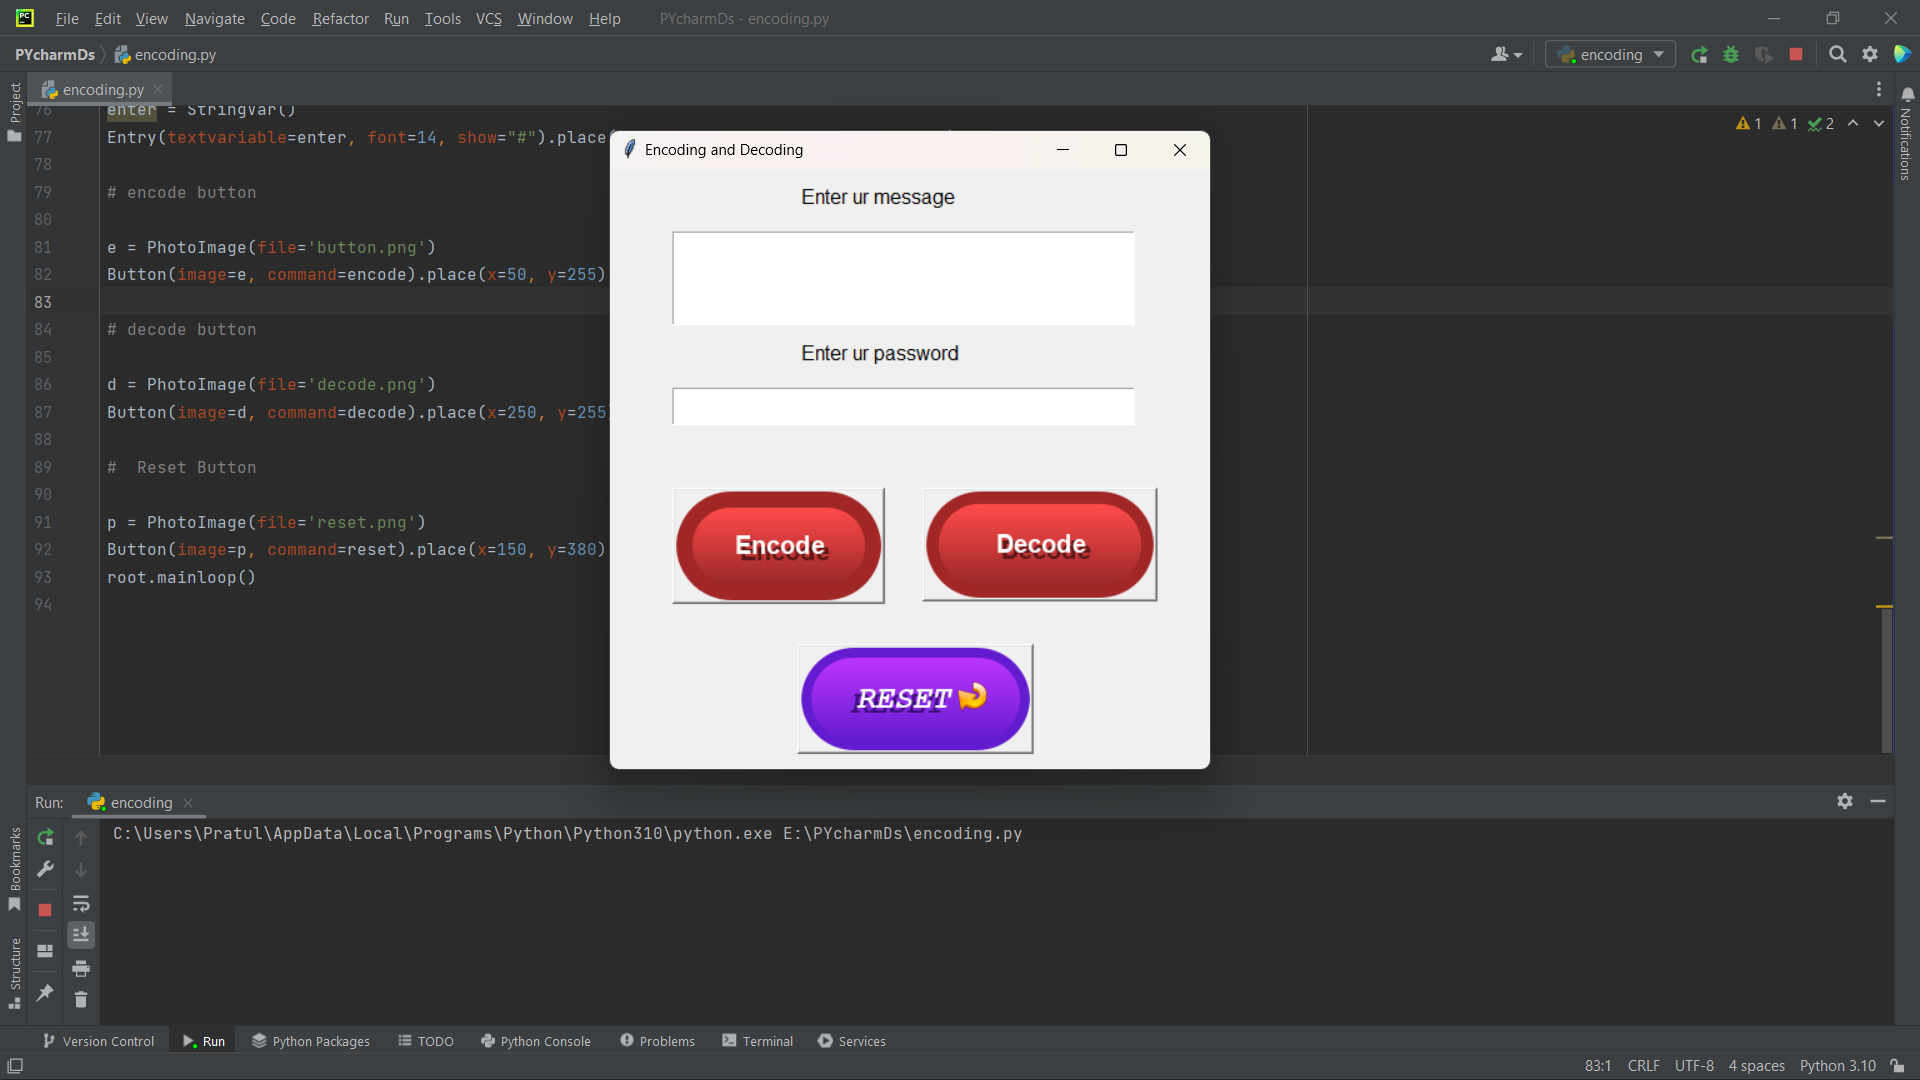 File Edit View Navigate Code Refactor Run Tools VCS Window Help PYcharmDs - encoding.py
PYcharmDs encoding.py encoding
encoding.py
Project
Notifications
76 enter = StringVar()
77 Entry(textvariable=enter, font=14, show="#").place(
78
79 # encode button
80
81 e = PhotoImage(file='button.png')
82 Button(image=e, command=encode).place(x=50, y=255)
83
84 # decode button
85
86 d = PhotoImage(file='decode.png')
87 Button(image=d, command=decode).place(x=250, y=255
88
89 #  Reset Button
90
91 p = PhotoImage(file='reset.png')
92 Button(image=p, command=reset).place(x=150, y=380)
93 root.mainloop()
94
1 1 2
Encoding and Decoding
Enter ur message
Enter ur password
Encode Decode
RESET
Run: encoding
C:\Users\Pratul\AppData\Local\Programs\Python\Python310\python.exe E:\PYcharmDs\encoding.py
Bookmarks
Structure
Version Control Run Python Packages TODO Python Console Problems Terminal Services
83:1 CRLF UTF-8 4 spaces Python 3.10